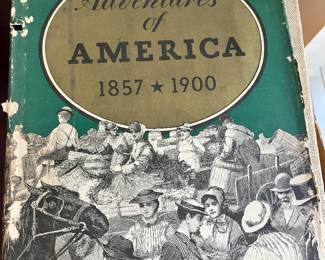 Adventures
of
AMERICA
1857 ★ 1900